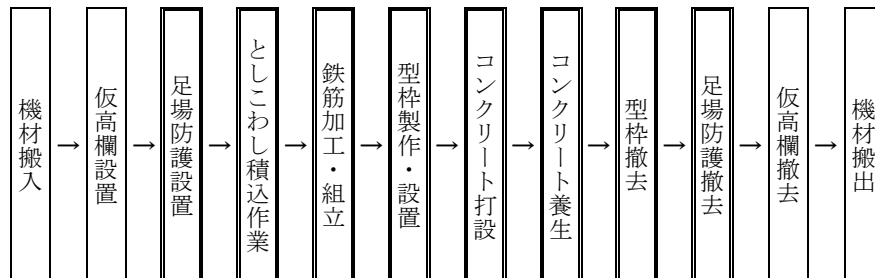 機材搬入
→
仮高欄設置
→
足場防護設置
→
としこわし積込作業
→
鉄筋加工・組立
→
型枠製作・設置
→
コンクリート打設
→
コンクリート養生
→
型枠撤去
→
足場防護撤去
→
仮高欄撤去
→
機材搬出